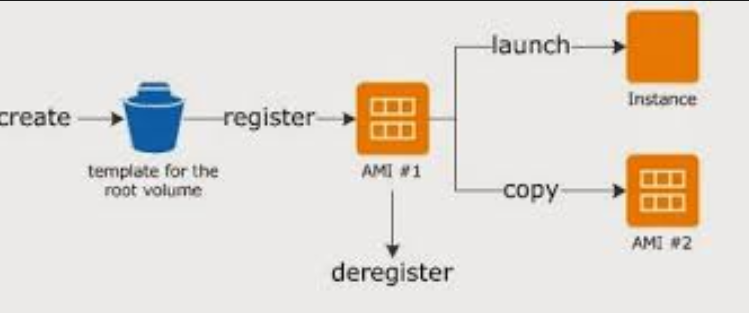 launch
Instance
create
register
template for the
root volume
AMI #1
copy
AMI #2
deregister